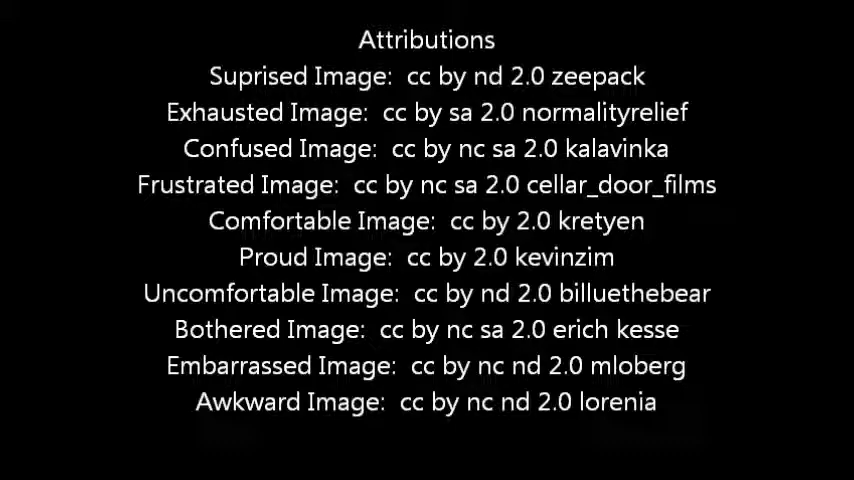 Attributions
Suprised Image:  cc by nd 2.0 zeepack
Exhausted Image:  cc by sa 2.0 normalityrelief
Confused Image:  cc by nc sa 2.0 kalavinka
Frustrated Image:  cc by nc sa 2.0 cellar_door_films
Comfortable Image:  cc by 2.0 kretyen
Proud Image:  cc by 2.0 kevinzim
Uncomfortable Image:  cc by nd 2.0 billuethebear
Bothered Image:  cc by nc sa 2.0 erich kesse
Embarrassed Image:  cc by nc nd 2.0 mloberg
Awkward Image:  cc by nc nd 2.0 lorenia